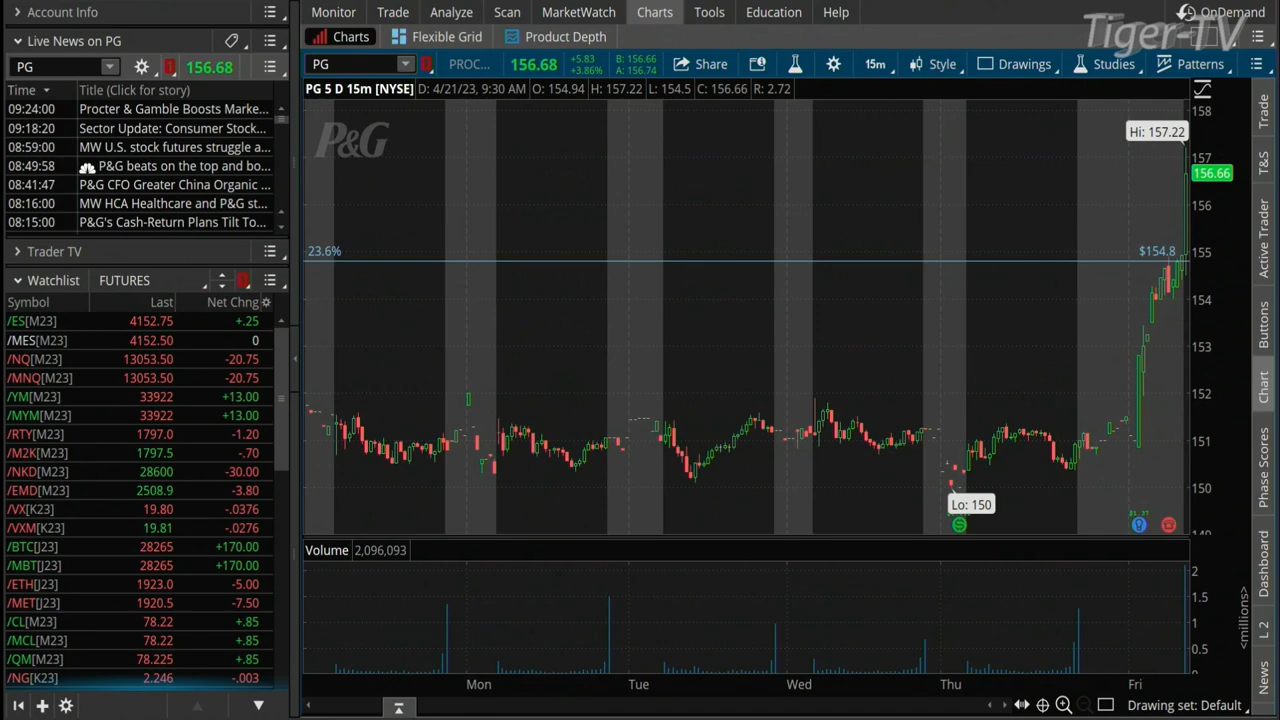 Account Info
Live News on PG
PG 156.68
Time Title (Click for story)
09:24:00 Procter & Gamble Boosts Marke...
09:18:20 Sector Update: Consumer Stock...
08:59:00 MW U.S. stock futures struggle a...
08:49:58 P&G beats on the top and bo...
08:41:47 P&G CFO Greater China Organic ...
08:16:00 MW HCA Healthcare and P&G st...
08:15:00 P&G's Cash-Return Plans Tilt To...
Trader TV
Watchlist FUTURES
Symbol Last Net Chng
/ES[M23] 4152.75 +.25
/MES[M23] 4152.50 0
/NQ[M23] 13053.50 -20.75
/MNQ[M23] 13053.50 -20.75
/YM[M23] 33922 +13.00
/MYM[M23] 33922 +13.00
/RTY[M23] 1797.0 -1.20
/M2K[M23] 1797.5 -.70
/NKD[M23] 28600 -30.00
/EMD[M23] 2508.9 -3.80
/VX[K23] 19.80 -.0376
/VXM[K23] 19.81 -.0276
/BTC[J23] 28265 +170.00
/MBT[J23] 28265 +170.00
/ETH[J23] 1923.0 -5.00
/MET[J23] 1920.5 -7.50
/CL[M23] 78.22 +.85
/MCL[M23] 78.22 +.85
/QM[M23] 78.225 +.85
/NG[K23] 2.246 -.003
Monitor Trade Analyze Scan MarketWatch Charts Tools Education Help OnDemand
Tiger-TV
Charts Flexible Grid Product Depth
PG PROC... 156.68 +5.83 +3.86% B: 156.66 A: 156.74 Share 15m Style Drawings Studies Patterns
PG 5 D 15m [NYSE] D: 4/21/23, 9:30 AM O: 154.94 H: 157.22 L: 154.5 C: 156.66 R: 2.72
P&G
Hi: 157.22
158
157
156.66
156
155
154
153
152
151
150
149
23.6% $154.8
Lo: 150
$
$1.37
Volume 2,096,093
2
1.5
1
0.5
0
<millions>
Mon Tue Wed Thu Fri
Drawing set: Default
Trade
T&S
Active Trader
Buttons
Chart
Phase Scores
Dashboard
L 2
News